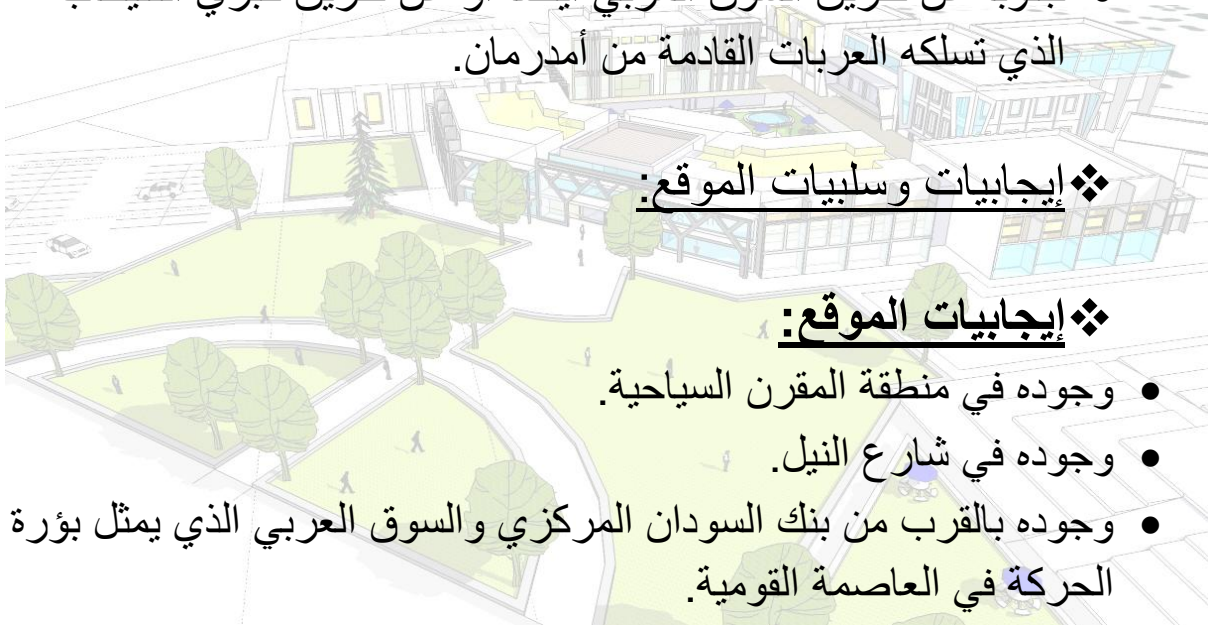 الذي تسلكه العربات القادمة من أمدرمان.
❖ إيجابيات وسلبيات الموقع:
❖ إيجابيات الموقع:
• وجوده في منطقة المقرن السياحية.
• وجوده في شارع النيل.
• وجوده بالقرب من بنك السودان المركزي والسوق العربي الذي يمثل بؤرة
الحركة في العاصمة القومية.